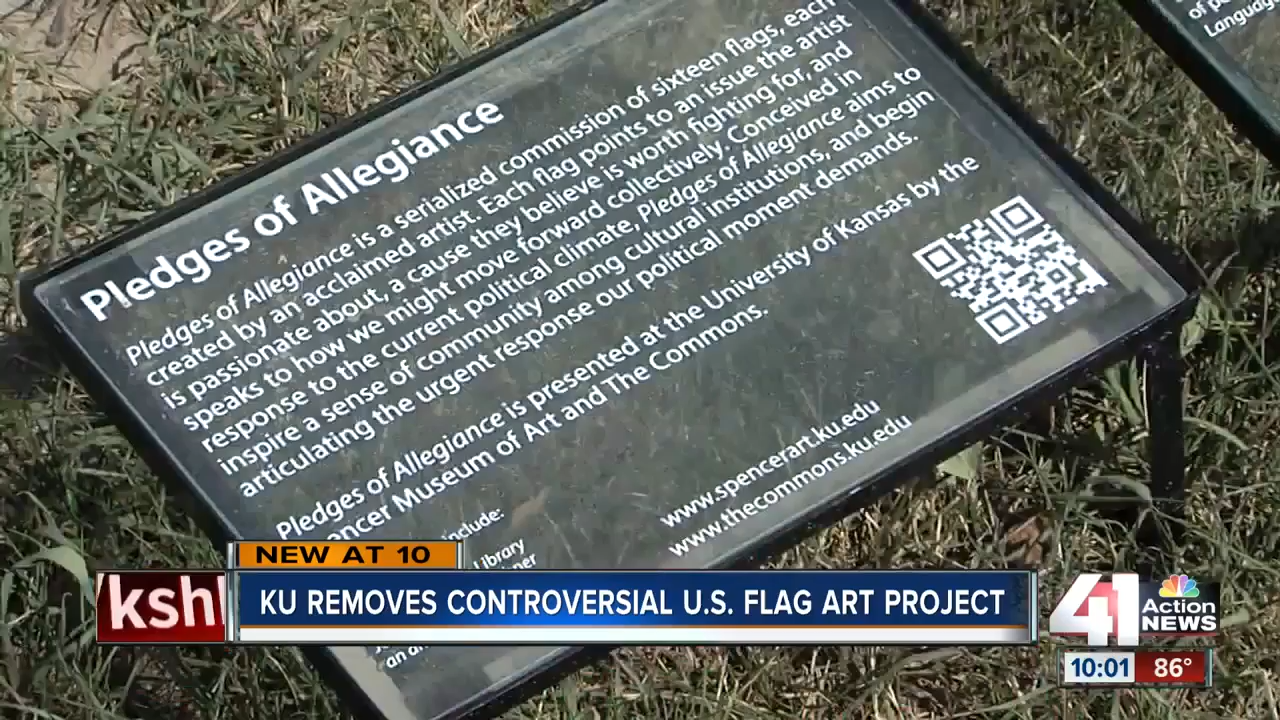 of pe
Language
Pledges of Allegiance
Pledges of Allegiance is a serialized commission of sixteen flags, each
created by an acclaimed artist. Each flag points to an issue the artist
is passionate about, a cause they believe is worth fighting for, and
speaks to how we might move forward collectively. Conceived in
response to the current political climate, Pledges of Allegiance aims to
inspire a sense of community among cultural institutions, and begin
articulating the urgent response our political moment demands.
Pledges of Allegiance is presented at the University of Kansas by the
encer Museum of Art and The Commons.
include:
Library
www.spencerart.ku.edu
www.thecommons.ku.edu
NEW AT 10
ksh
KU REMOVES CONTROVERSIAL U.S. FLAG ART PROJECT
41 Action
NEWS
10:01 86°